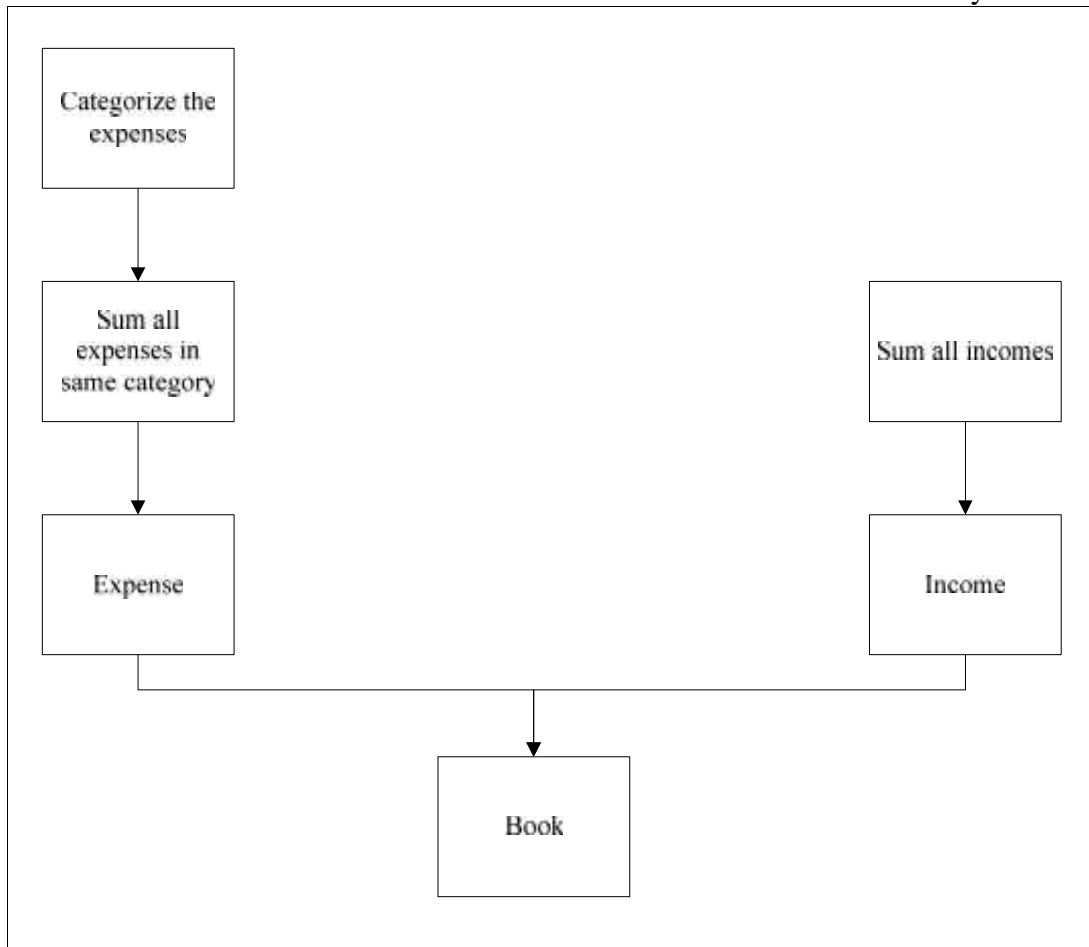 Categorize the
expenses
Sum all
expenses in
same category
Sum all incomes
Expense
Income
Book